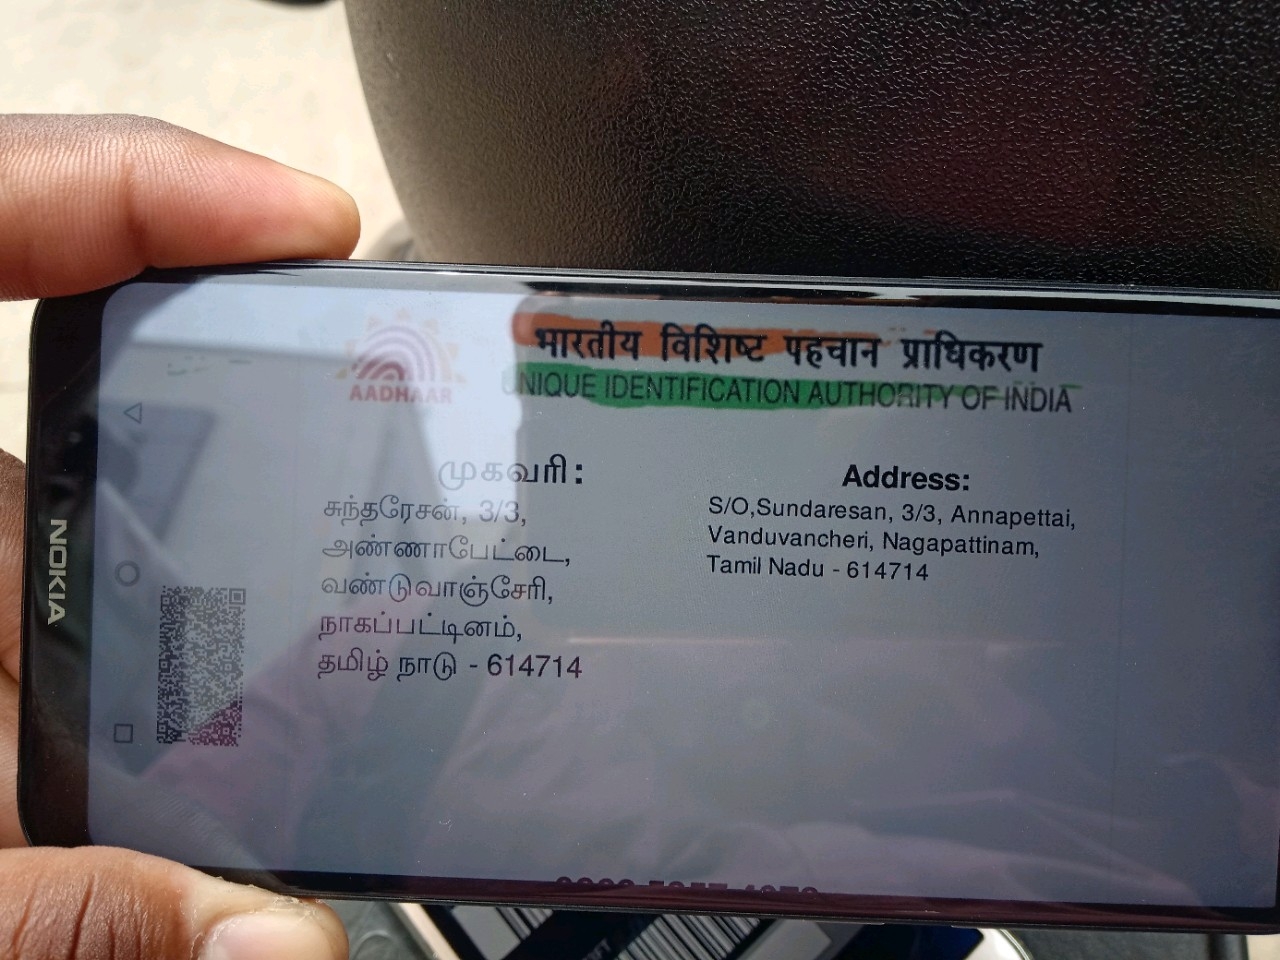 भारतीय विशिष्ट पहचान प्राधिकरण
AADHAAR
UNIQUE IDENTIFICATION AUTHORITY OF INDIA
முகவரி:
சுந்தரேசன், 3/3,
அண்ணாபேட்டை,
வண்டுவாஞ்சேரி,
நாகப்பட்டினம்,
தமிழ் நாடு - 614714
Address:
S/O,Sundaresan, 3/3, Annapettai,
Vanduvancheri, Nagapattinam,
Tamil Nadu - 614714
NOKIA